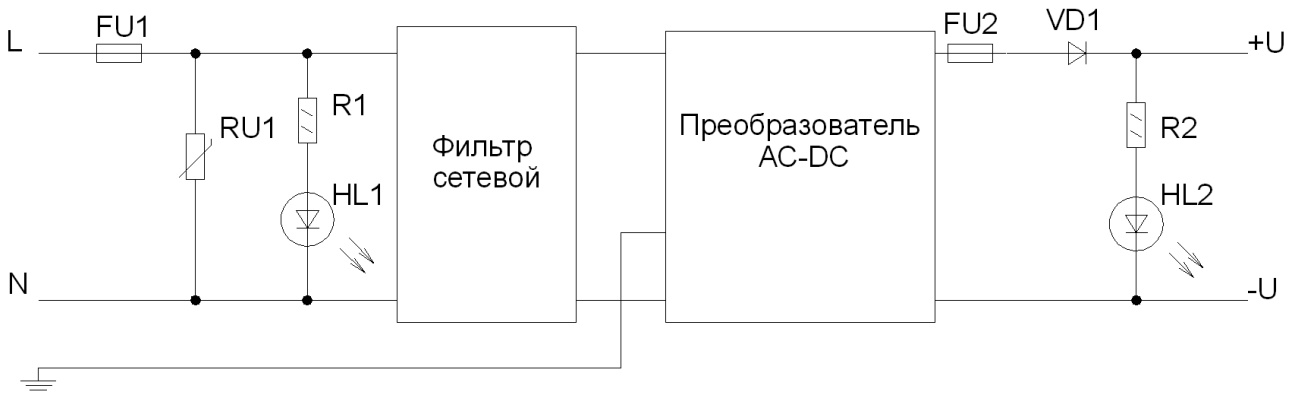 L
FU1
RU1
R1
HL1
N
Фильтр
сетевой
Преобразователь
AC-DC
FU2
VD1
+U
R2
HL2
-U